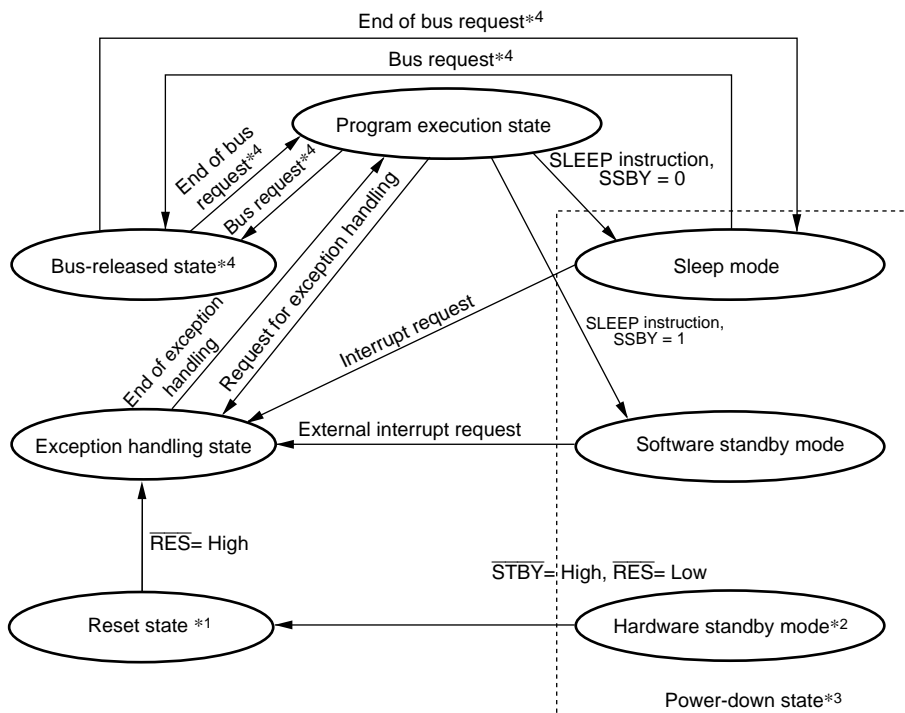 End of bus request*4
Bus request*4
Program execution state
End of bus
request*4
Bus request*4
SLEEP instruction,
SSBY = 0
Bus-released state*4
Request for exception handling
Sleep mode
End of exception
handling
Interrupt request
SLEEP instruction,
SSBY = 1
Exception handling state
External interrupt request
Software standby mode
R̅E̅S̅= High
S̅T̅B̅Y̅= High, R̅E̅S̅= Low
Reset state *1
Hardware standby mode*2
Power-down state*3